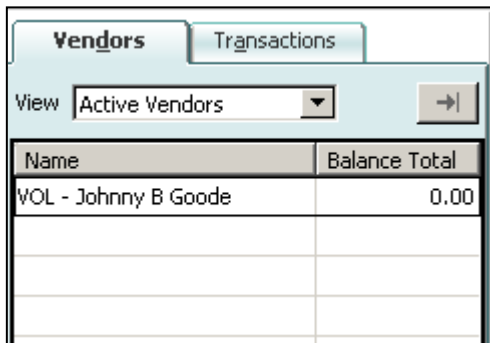 Vendors Transactions
View Active Vendors
Name Balance Total
VOL - Johnny B Goode 0.00